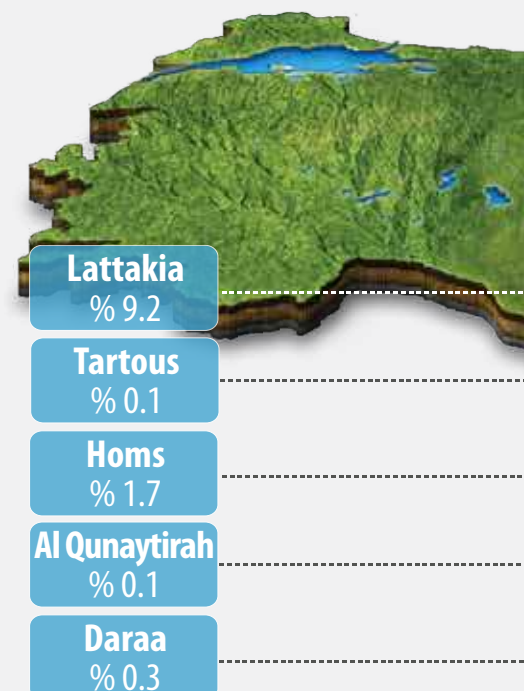 Lattakia
% 9.2
Tartous
% 0.1
Homs
% 1.7
Al Qunaytirah
% 0.1
Daraa
% 0.3